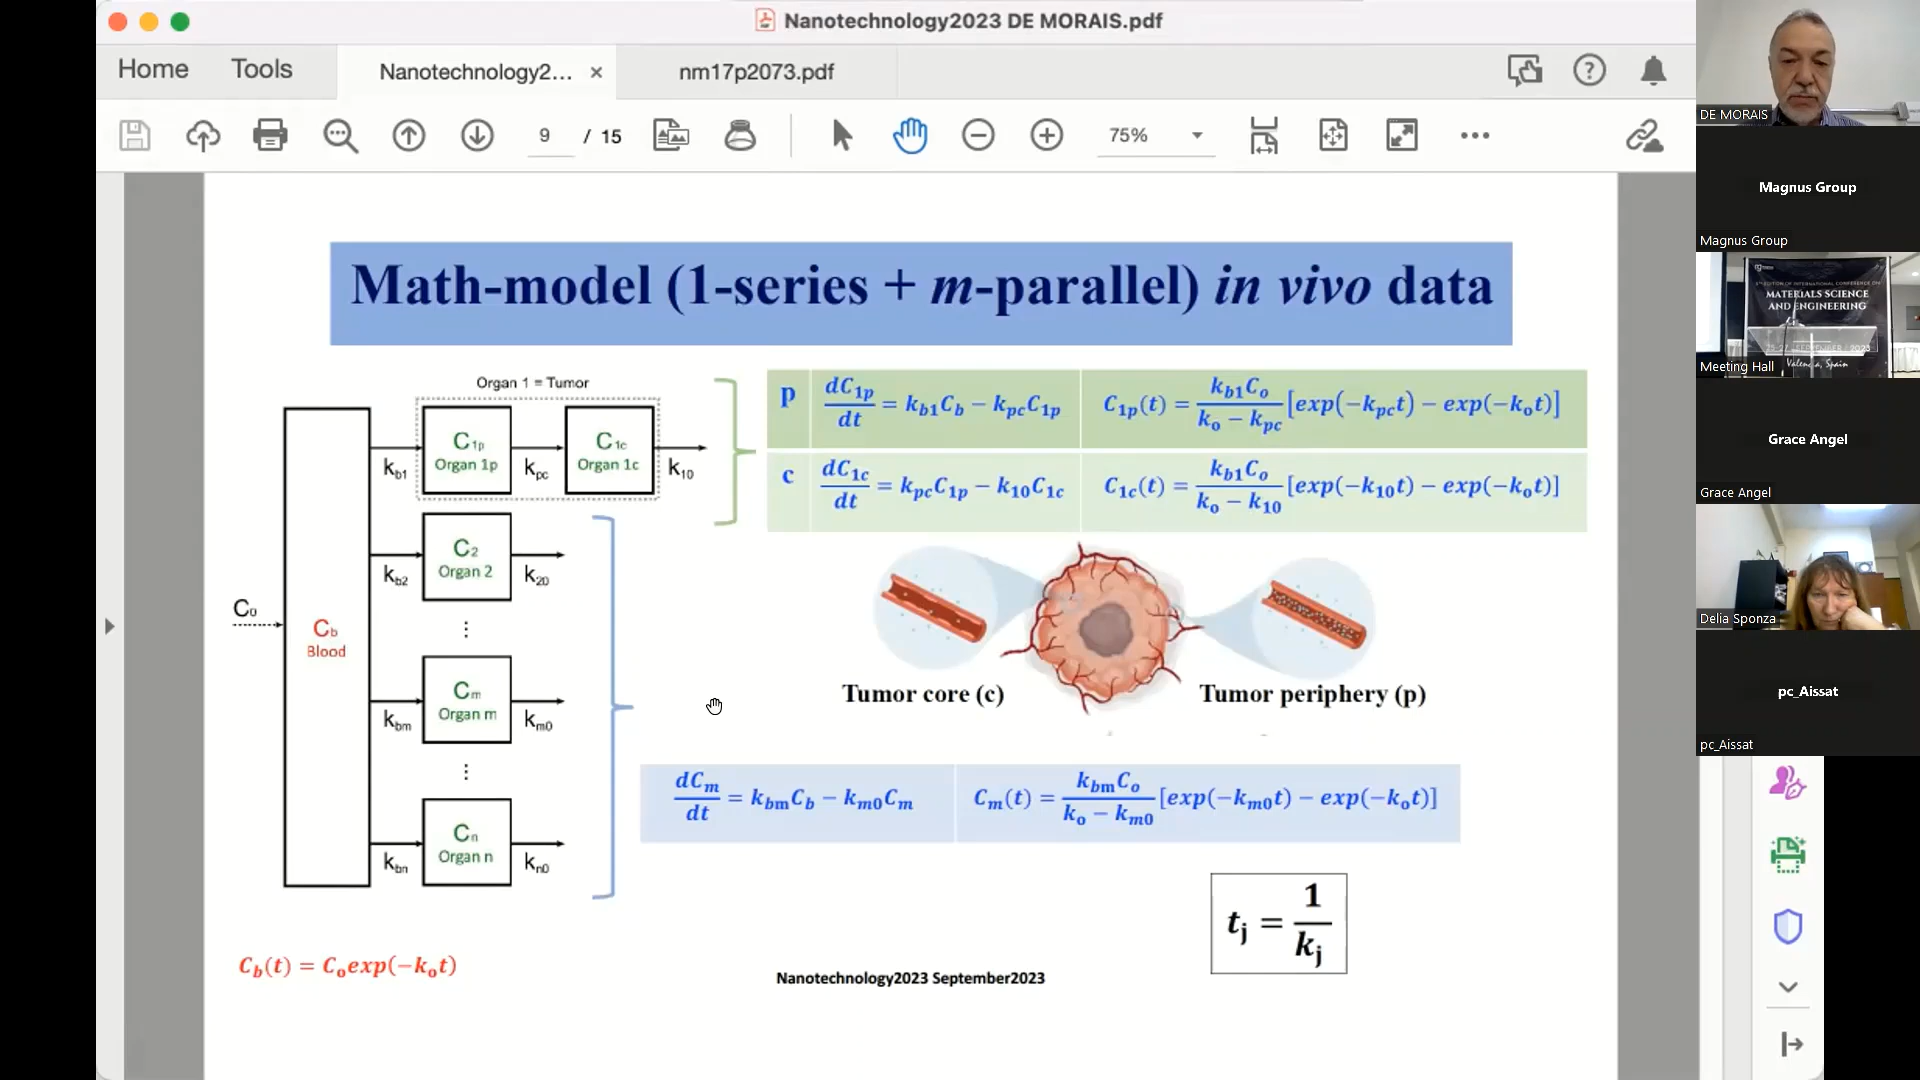 Nanotechnology2023 DE MORAIS.pdf
Home Tools Nanotechnology2... × nm17p2073.pdf
9 / 15 75%
Math-model (1-series + m-parallel) in vivo data
Organ 1 = Tumor
C1p
Organ 1p
C1c
Organ 1c
kb1 kpc k10
C2
Organ 2
kb2 k20
⋮
Co
Cb
Blood
Cm
Organ m
kbm km0
⋮
Cn
Organ n
kbn kn0
p dC1p/dt = kb1Cb − kpcC1p C1p(t) = kb1Co/(ko − kpc) [exp(−kpct) − exp(−kot)]
c dC1c/dt = kpcC1p − k10C1c C1c(t) = kb1Co/(ko − k10) [exp(−k10t) − exp(−kot)]
Tumor core (c) Tumor periphery (p)
dCm/dt = kbmCb − km0Cm Cm(t) = kbmCo/(ko − km0) [exp(−km0t) − exp(−kot)]
tj = 1/kj
Cb(t) = Coexp(−kot)
Nanotechnology2023 September2023
DE MORAIS
Magnus Group
Magnus Group
MATERIALS SCIENCE
AND ENGINEERING
Valencia, Spain
Meeting Hall
Grace Angel
Grace Angel
Delia Sponza
pc_Aissat
pc_Aissat